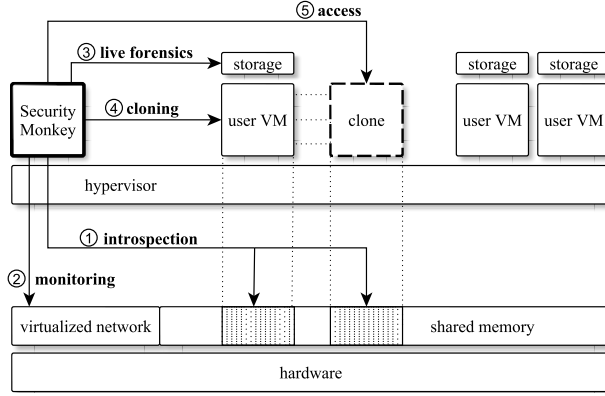 ⑤ access
③ live forensics
storage
storage
storage
Security
Monkey
④ cloning
user VM
clone
user VM
user VM
hypervisor
① introspection
② monitoring
virtualized network
shared memory
hardware